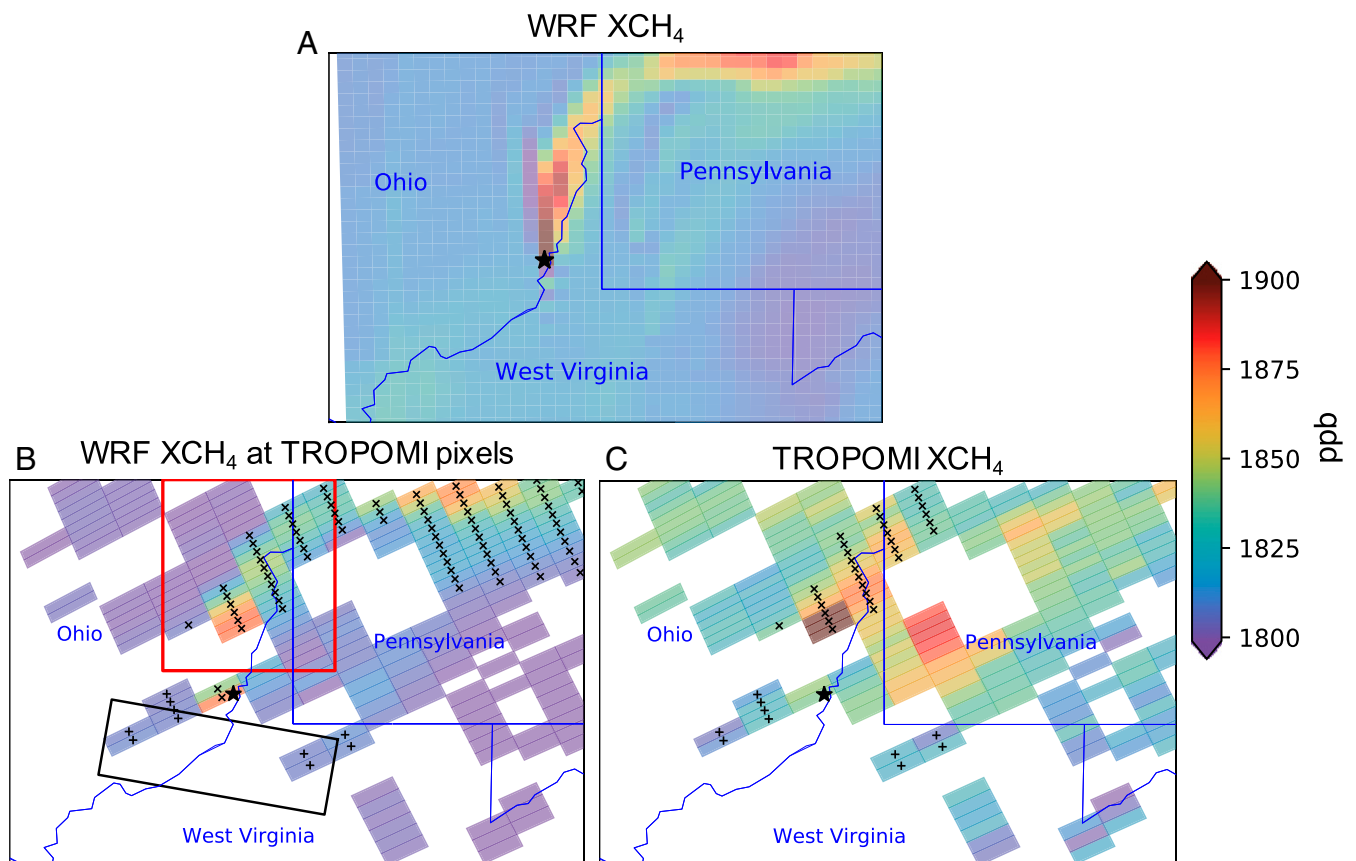 A
WRF XCH₄
Ohio
Pennsylvania
West Virginia
1900
1875
1850
1825
1800
ppb
B
WRF XCH₄ at TROPOMI pixels
Ohio
Pennsylvania
West Virginia
C
TROPOMI XCH₄
Ohio
Pennsylvania
West Virginia